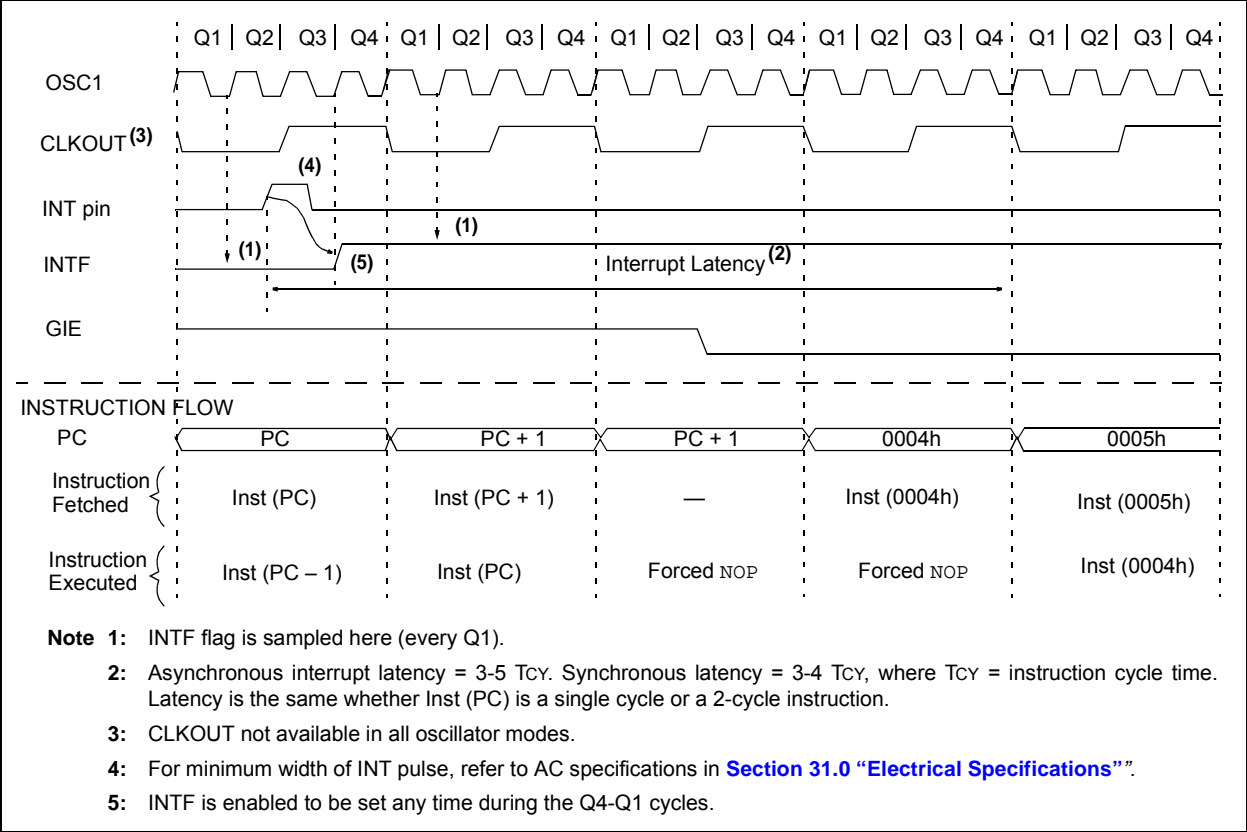 Q1 Q2 Q3 Q4 Q1 Q2 Q3 Q4 Q1 Q2 Q3 Q4 Q1 Q2 Q3 Q4 Q1 Q2 Q3 Q4
OSC1
CLKOUT (3)
(4)
INT pin
(1)
(1)
INTF
(5)
Interrupt Latency (2)
GIE
INSTRUCTION FLOW
PC PC PC + 1 PC + 1 0004h 0005h
Instruction
Fetched
Inst (PC) Inst (PC + 1) — Inst (0004h) Inst (0005h)
Instruction
Executed
Inst (PC – 1) Inst (PC) Forced NOP Forced NOP Inst (0004h)
Note 1: INTF flag is sampled here (every Q1).
2: Asynchronous interrupt latency = 3-5 TCY. Synchronous latency = 3-4 TCY, where TCY = instruction cycle time.
Latency is the same whether Inst (PC) is a single cycle or a 2-cycle instruction.
3: CLKOUT not available in all oscillator modes.
4: For minimum width of INT pulse, refer to AC specifications in Section 31.0 “Electrical Specifications””.
5: INTF is enabled to be set any time during the Q4-Q1 cycles.